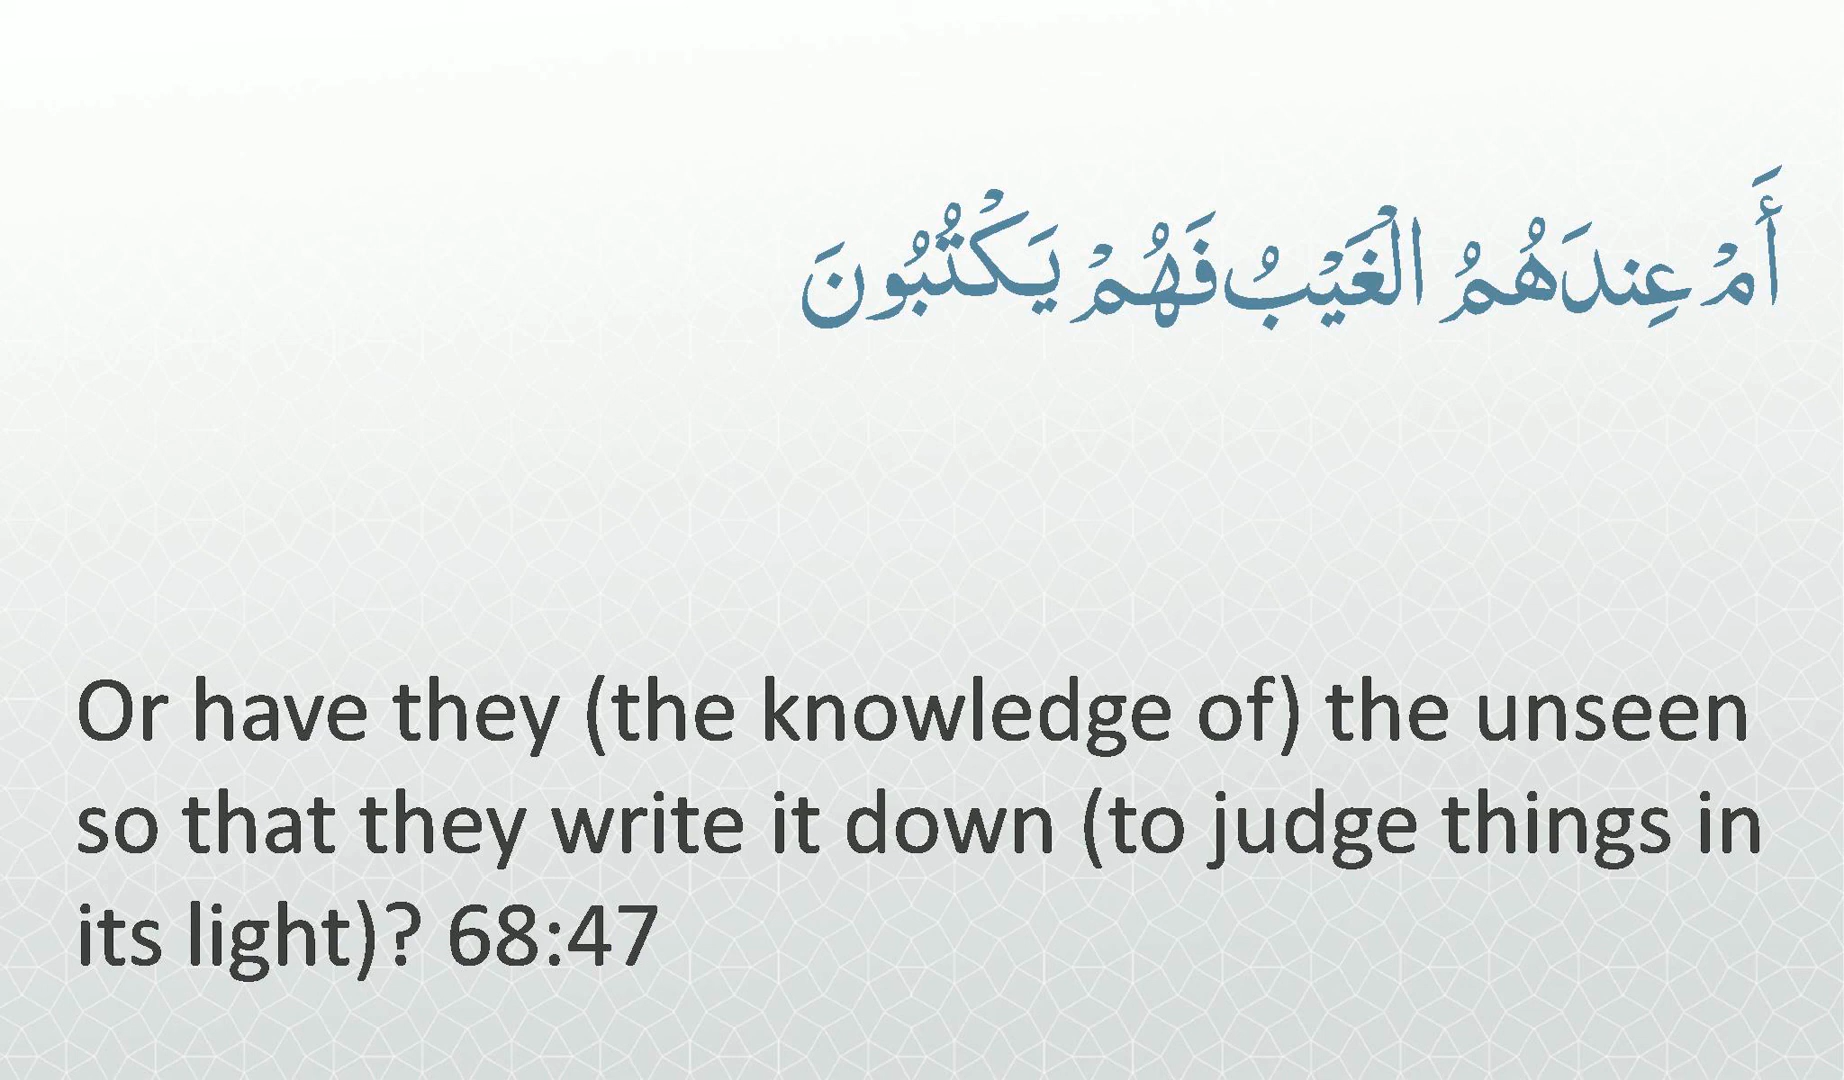 أَمْ عِندَهُمُ الْغَيْبُ فَهُمْ يَكْتُبُونَ
Or have they (the knowledge of) the unseen
so that they write it down (to judge things in
its light)? 68:47